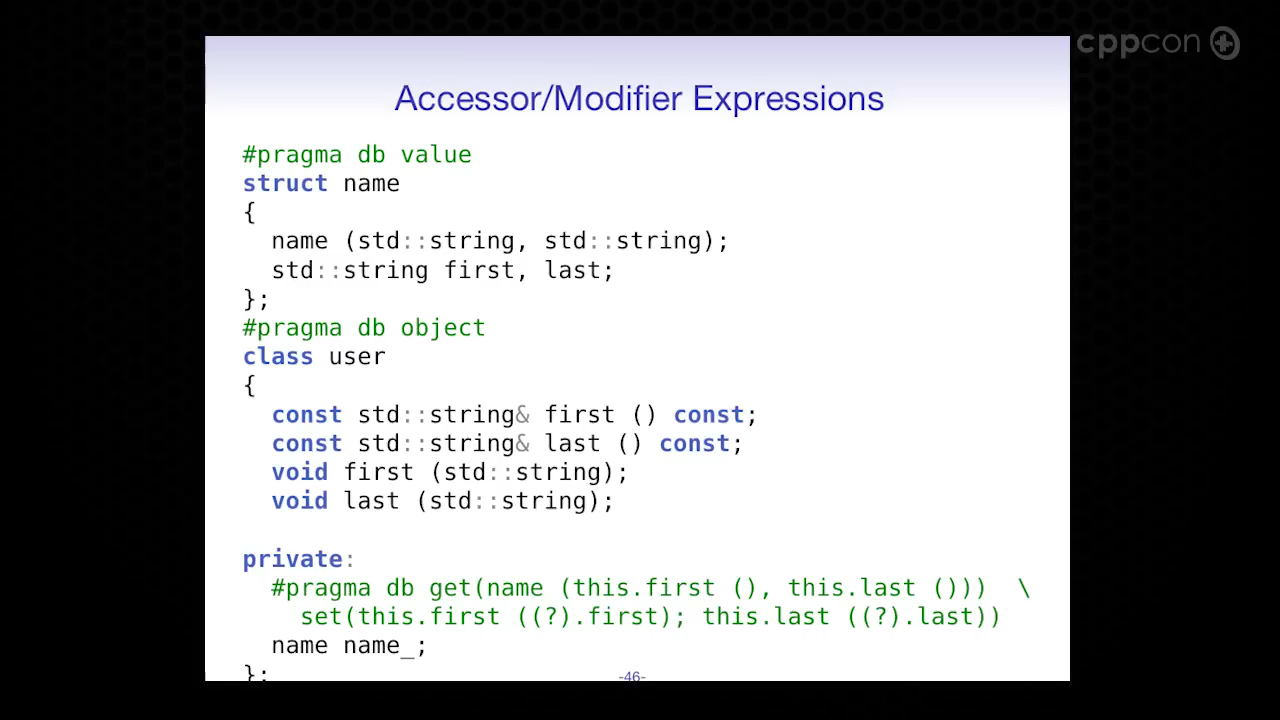 cppcon
Accessor/Modifier Expressions
#pragma db value
struct name
{
  name (std::string, std::string);
  std::string first, last;
};
#pragma db object
class user
{
  const std::string& first () const;
  const std::string& last () const;
  void first (std::string);
  void last (std::string);
private:
  #pragma db get(name (this.first (), this.last ()))  \
    set(this.first ((?).first); this.last ((?).last))
  name name_;
};
-46-